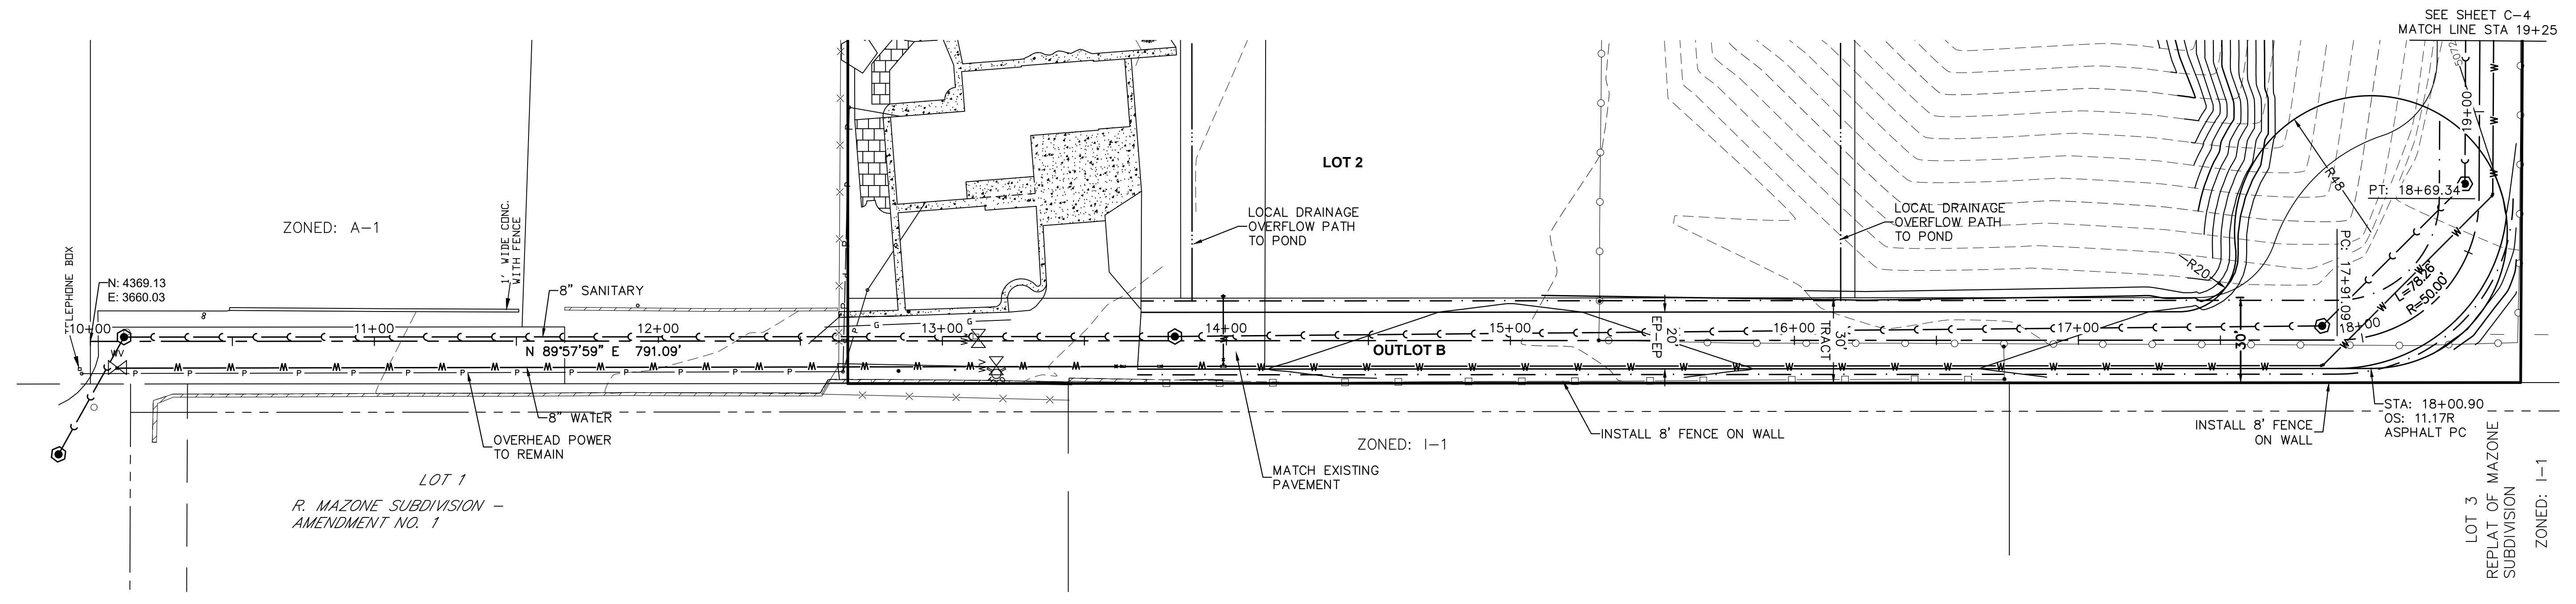 SEE SHEET C-4
MATCH LINE STA 19+25
5072
19+00
R48
PT: 18+69.34
LOT 2
ZONED: A-1
1' WIDE CONC.
WITH FENCE
LOCAL DRAINAGE
OVERFLOW PATH
TO POND
LOCAL DRAINAGE
OVERFLOW PATH
TO POND
PC: 17+91.09
R20
L=78.26'
R=50.00'
TELEPHONE BOX
N: 4369.13
E: 3660.03
8" SANITARY
10+00
11+00
12+00
13+00
14+00
15+00
16+00
17+00
18+00
G
G
WV
N 89°57'59" E 791.09'
OUTLOT B
20'
EP-EP
30'
TRACT
30'
P P P P P P P P
W W W W W W W W
8" WATER
OVERHEAD POWER
TO REMAIN
INSTALL 8' FENCE ON WALL
INSTALL 8' FENCE
ON WALL
STA: 18+00.90
OS: 11.17R
ASPHALT PC
ZONED: I-1
MATCH EXISTING
PAVEMENT
LOT 1
R. MAZONE SUBDIVISION -
AMENDMENT NO. 1
LOT 3
REPLAT OF MAZONE
SUBDIVISION
ZONED: I-1